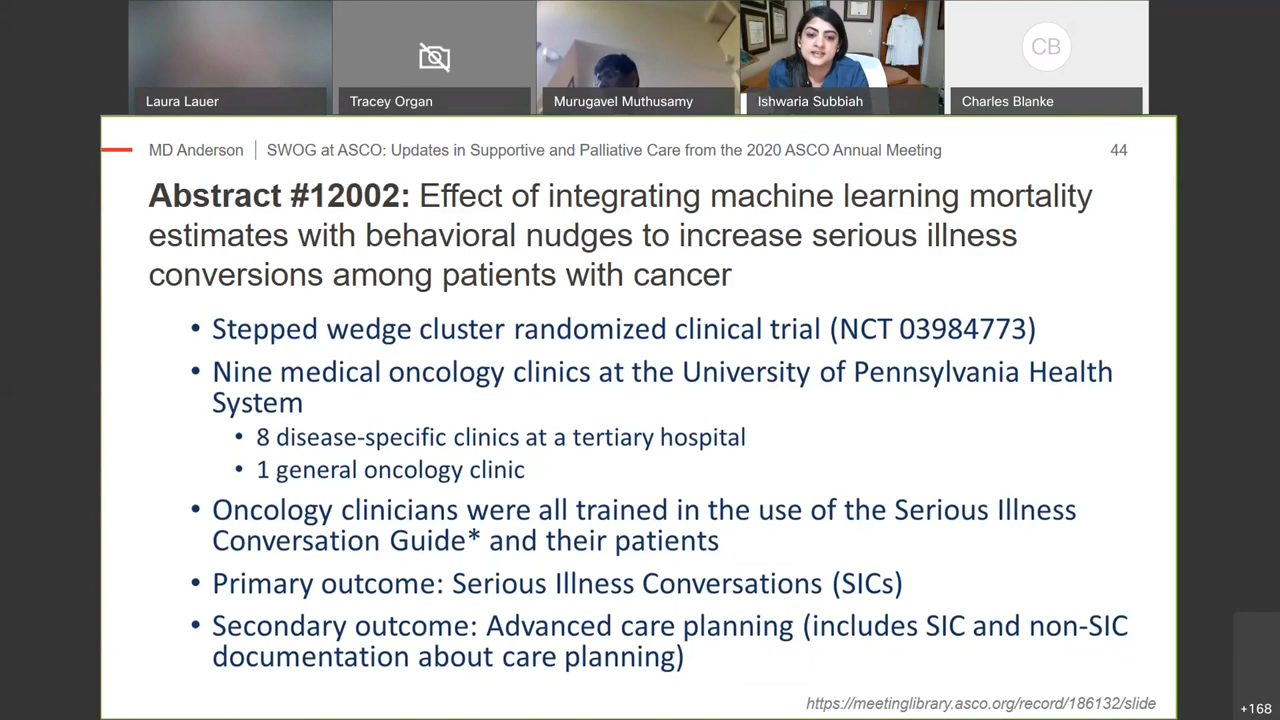 CB
Laura Lauer
Tracey Organ
Murugavel Muthusamy
Ishwaria Subbiah
Charles Blanke
MD Anderson | SWOG at ASCO: Updates in Supportive and Palliative Care from the 2020 ASCO Annual Meeting 44
Abstract #12002: Effect of integrating machine learning mortality
estimates with behavioral nudges to increase serious illness
conversions among patients with cancer
• Stepped wedge cluster randomized clinical trial (NCT 03984773)
• Nine medical oncology clinics at the University of Pennsylvania Health
System
• 8 disease-specific clinics at a tertiary hospital
• 1 general oncology clinic
• Oncology clinicians were all trained in the use of the Serious Illness
Conversation Guide* and their patients
• Primary outcome: Serious Illness Conversations (SICs)
• Secondary outcome: Advanced care planning (includes SIC and non-SIC
documentation about care planning)
https://meetinglibrary.asco.org/record/186132/slide
+168